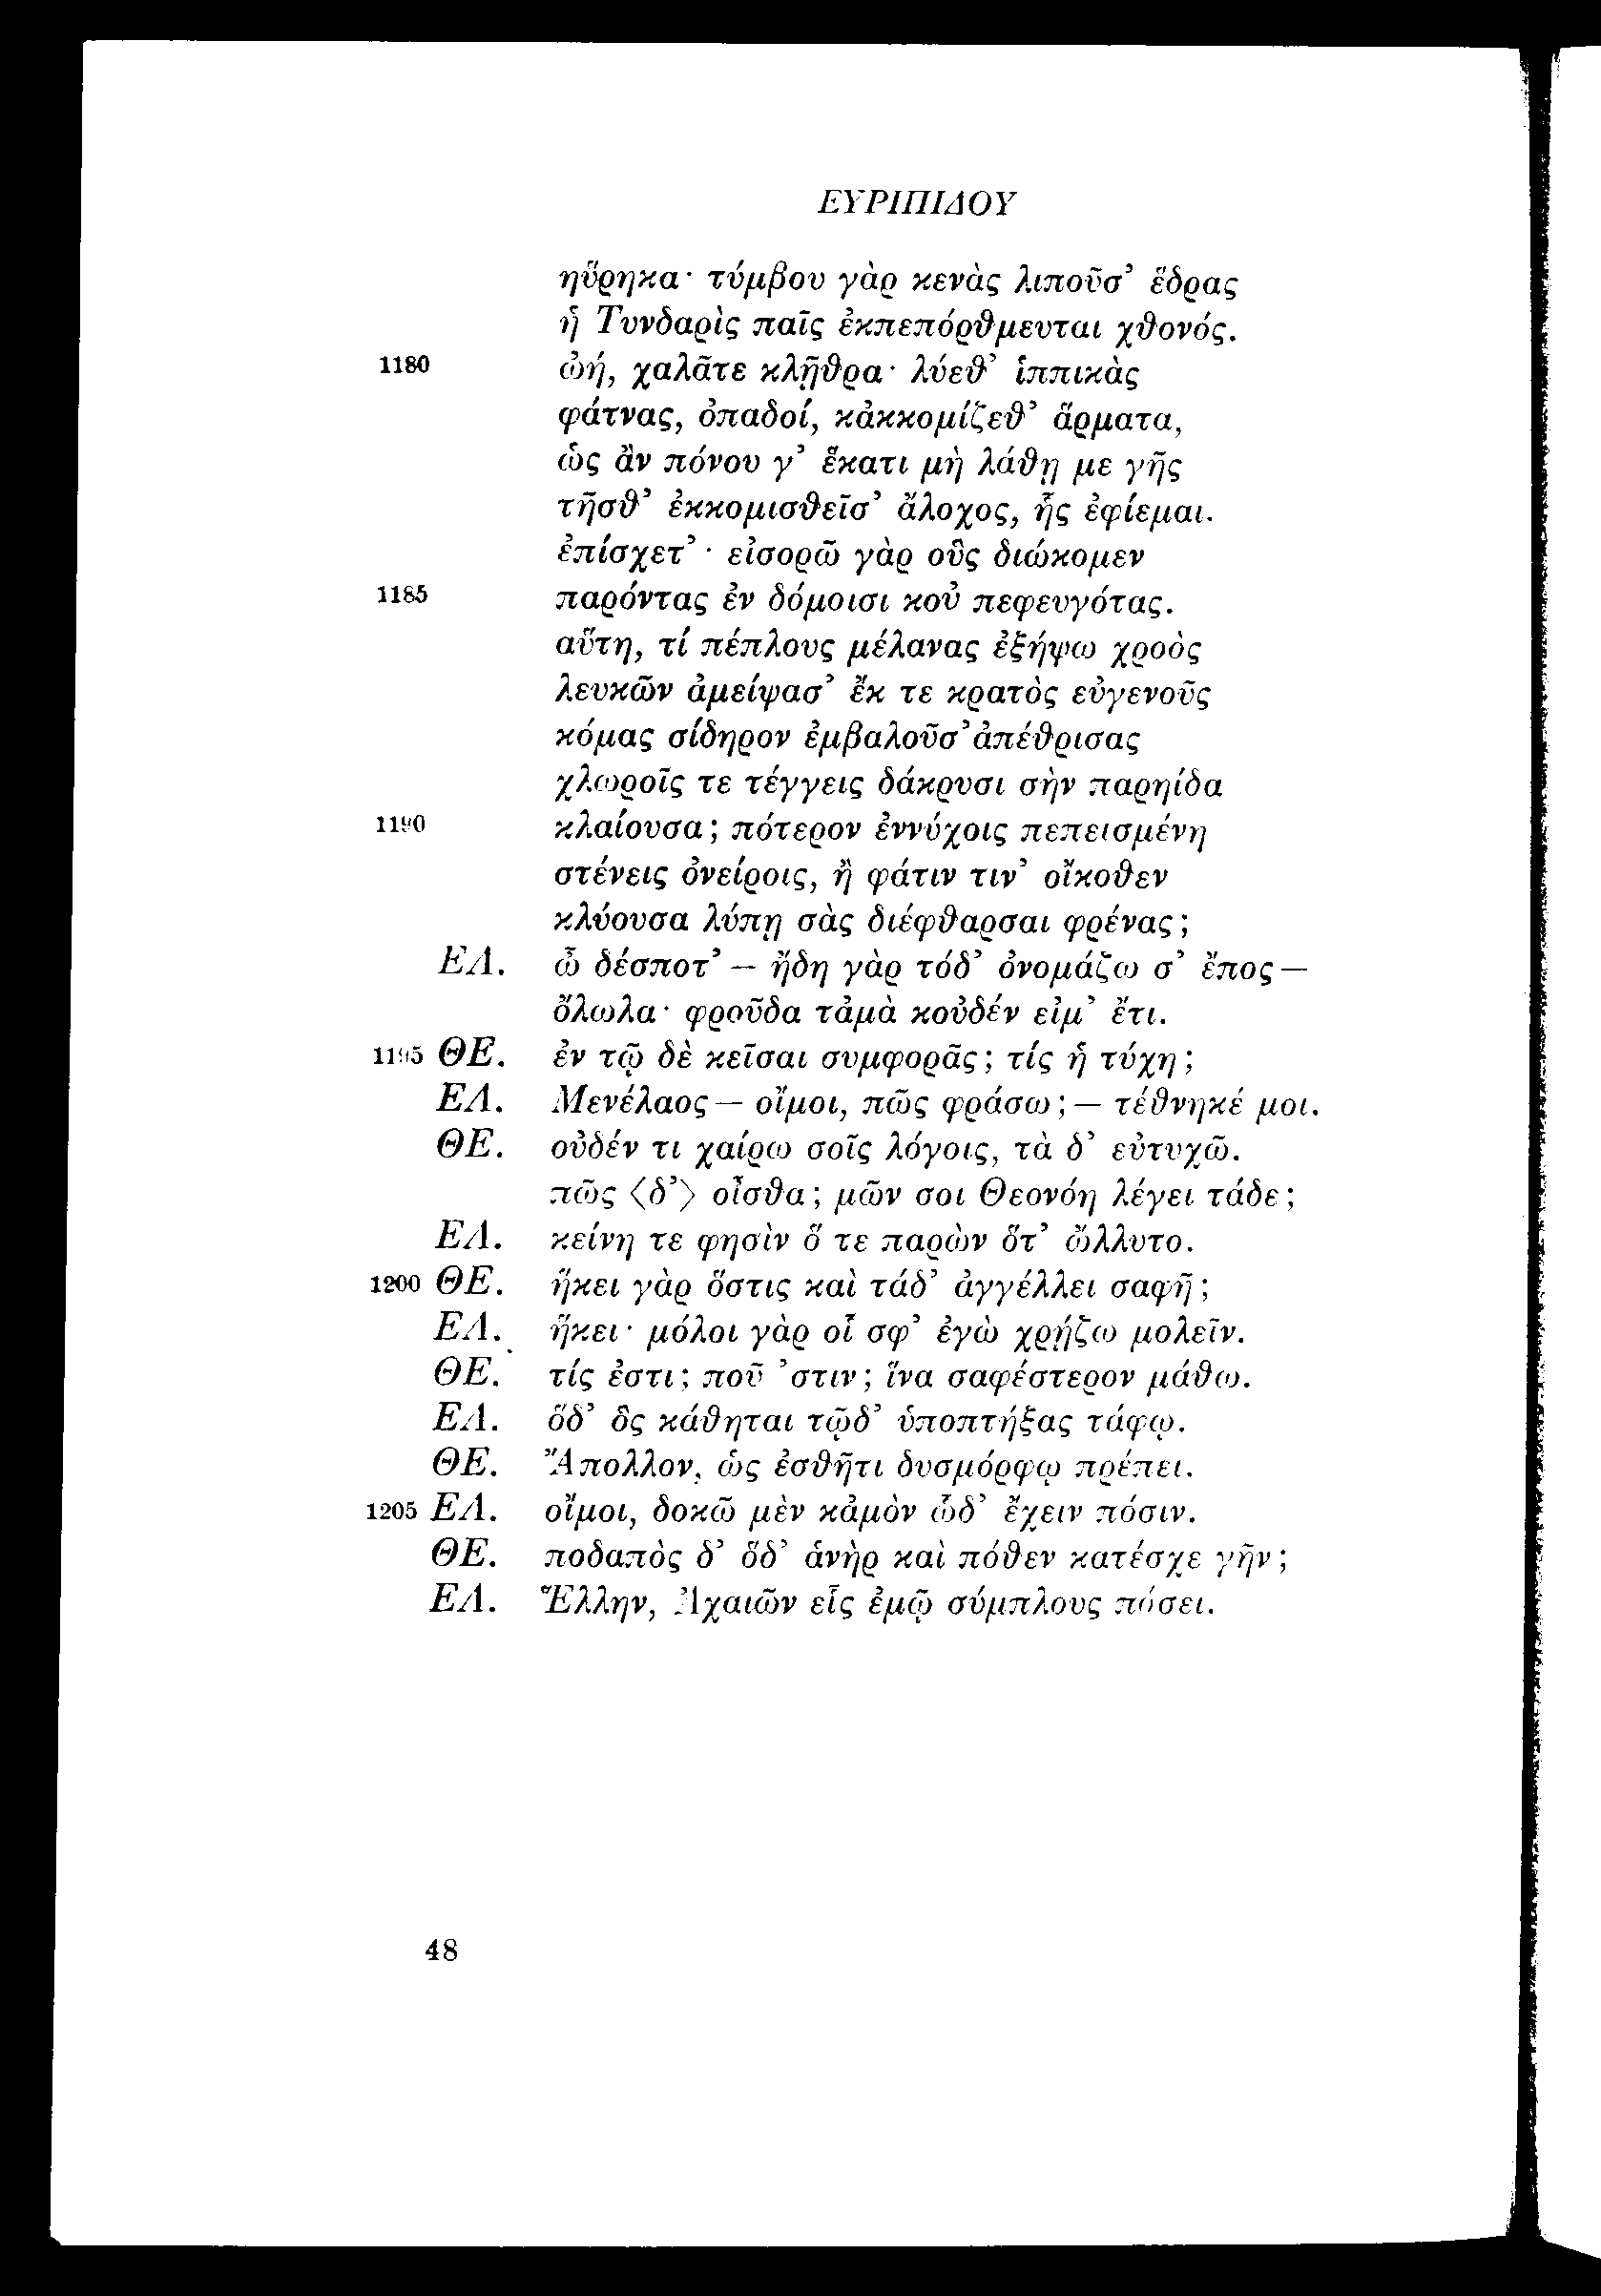 ΕΥΡΙΠΙΔΟΥ
ηὕρηκα· τύμβου γὰρ κενὰς λιποῦσ’ ἕδρας
ἡ Τυνδαρὶς παῖς ἐκπεπόρθμευται χθονός.
1180 ὠή, χαλᾶτε κλῇθρα· λύεθ’ ἱππικὰς
φάτνας, ὀπαδοί, κἀκκομίζεθ’ ἅρματα,
ὡς ἂν πόνου γ’ ἕκατι μὴ λάθῃ με γῆς
τῆσθ’ ἐκκομισθεῖσ’ ἄλοχος, ἧς ἐφίεμαι.
ἐπίσχετ’· εἰσορῶ γὰρ οὓς διώκομεν
1185 παρόντας ἐν δόμοισι κοὐ πεφευγότας.
αὕτη, τί πέπλους μέλανας ἐξήψω χροὸς
λευκῶν ἀμείψασ’ ἔκ τε κρατὸς εὐγενοῦς
κόμας σίδηρον ἐμβαλοῦσ’ ἀπέθρισας
χλωροῖς τε τέγγεις δάκρυσι σὴν παρηίδα
1190 κλαίουσα; πότερον ἐννύχοις πεπεισμένη
στένεις ὀνείροις, ἢ φάτιν τιν’ οἴκοθεν
κλύουσα λύπῃ σὰς διέφθαρσαι φρένας;
ΕΛ. ὦ δέσποτ’ — ἤδη γὰρ τόδ’ ὀνομάζω σ’ ἔπος —
ὄλωλα· φροῦδα τἀμὰ κοὐδέν εἰμ’ ἔτι.
1195 ΘΕ. ἐν τῷ δὲ κεῖσαι συμφορᾶς; τίς ἡ τύχη;
ΕΛ. Μενέλαος — οἴμοι, πῶς φράσω; — τέθνηκέ μοι.
ΘΕ. οὐδέν τι χαίρω σοῖς λόγοις, τὰ δ’ εὐτυχῶ.
πῶς ⟨δ’⟩ οἶσθα; μῶν σοι Θεονόη λέγει τάδε;
ΕΛ. κείνη τε φησὶν ὅ τε παρὼν ὅτ’ ὤλλυτο.
1200 ΘΕ. ἥκει γὰρ ὅστις καὶ τάδ’ ἀγγέλλει σαφῆ;
ΕΛ. ἥκει· μόλοι γὰρ οἷ σφ’ ἐγὼ χρῄζω μολεῖν.
ΘΕ. τίς ἐστι; ποῦ ’στιν; ἵνα σαφέστερον μάθω.
ΕΛ. ὅδ’ ὃς κάθηται τῷδ’ ὑποπτήξας τάφῳ.
ΘΕ. Ἄπολλον, ὡς ἐσθῆτι δυσμόρφῳ πρέπει.
1205 ΕΛ. οἴμοι, δοκῶ μὲν κἀμὸν ὧδ’ ἔχειν πόσιν.
ΘΕ. ποδαπὸς δ’ ὅδ’ ἁνὴρ καὶ πόθεν κατέσχε γῆν;
ΕΛ. Ἕλλην, Ἀχαιῶν εἷς ἐμῷ σύμπλους πόσει.
48